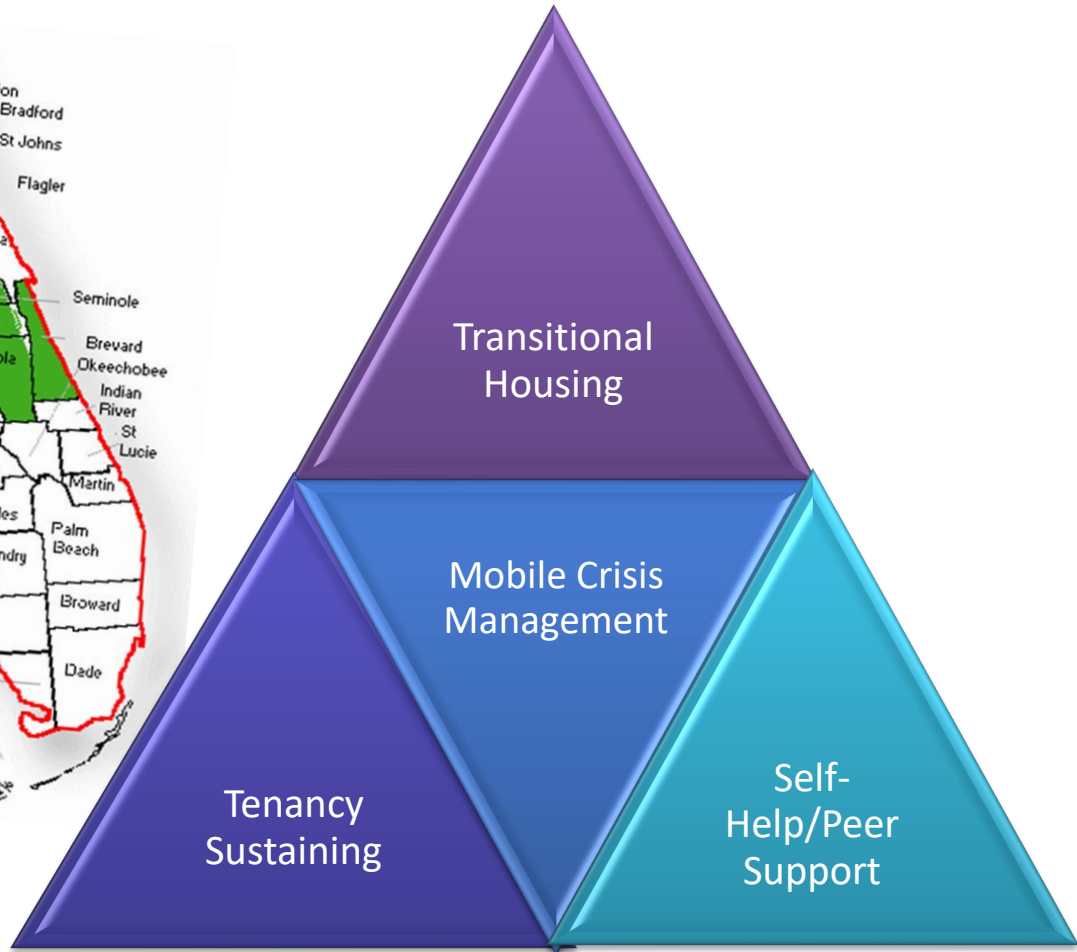 Bradford
St Johns
Flagler
Seminole
Brevard
Okeechobee
Indian
River
St
Lucie
Martin
Palm
Beach
Broward
Dade
Transitional
Housing
Mobile Crisis
Management
Tenancy
Sustaining
Self-
Help/Peer
Support